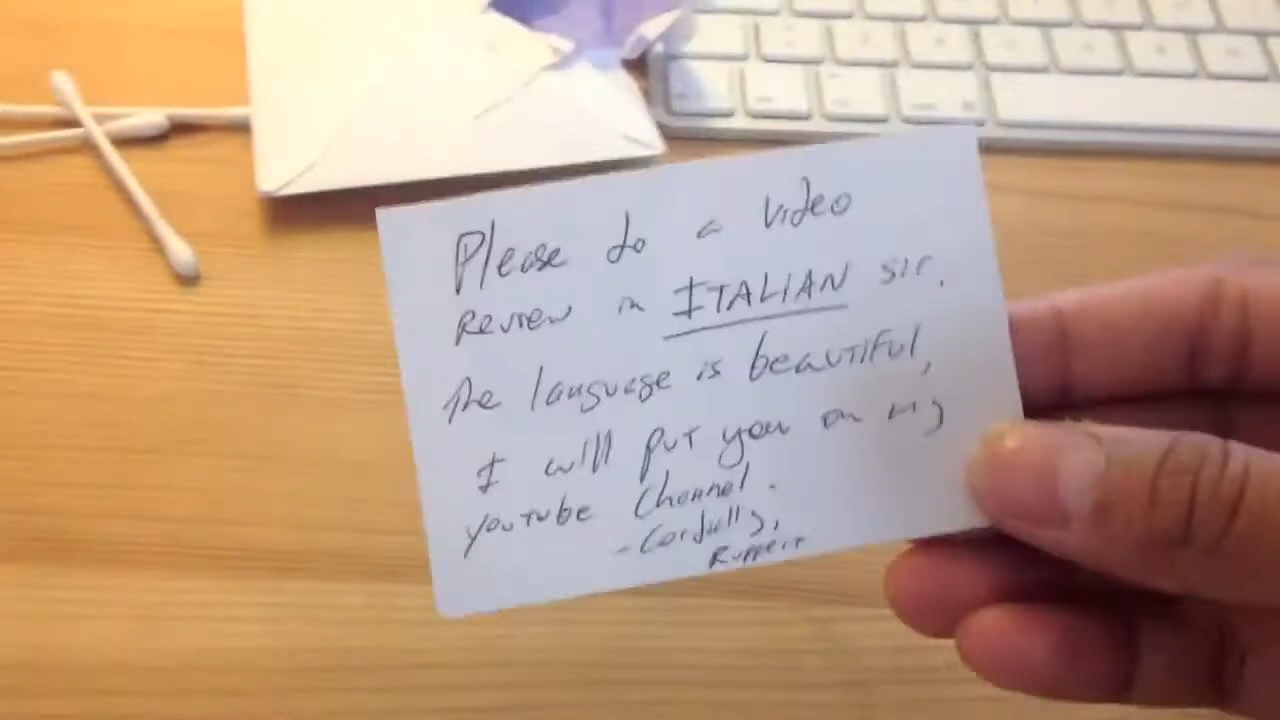 Please do a video
review in ITALIAN sir.
The language is beautiful,
I will put you on my
youtube channel.
- Cordially,
Ruppert